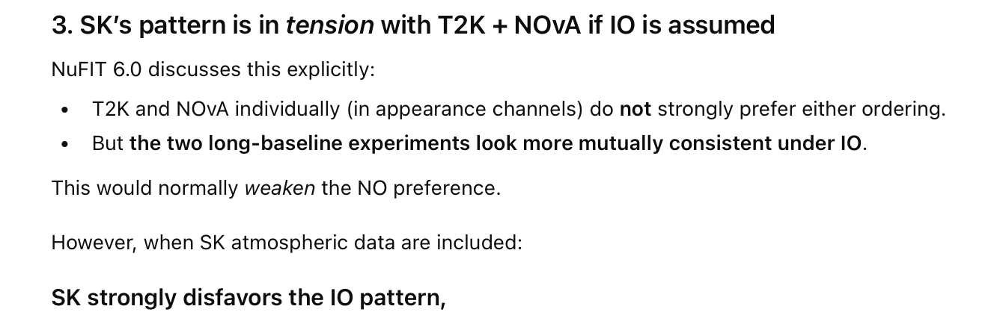 3. SK’s pattern is in tension with T2K + NOvA if IO is assumed
NuFIT 6.0 discusses this explicitly:
• T2K and NOvA individually (in appearance channels) do not strongly prefer either ordering.
• But the two long-baseline experiments look more mutually consistent under IO.
This would normally weaken the NO preference.
However, when SK atmospheric data are included:
SK strongly disfavors the IO pattern,